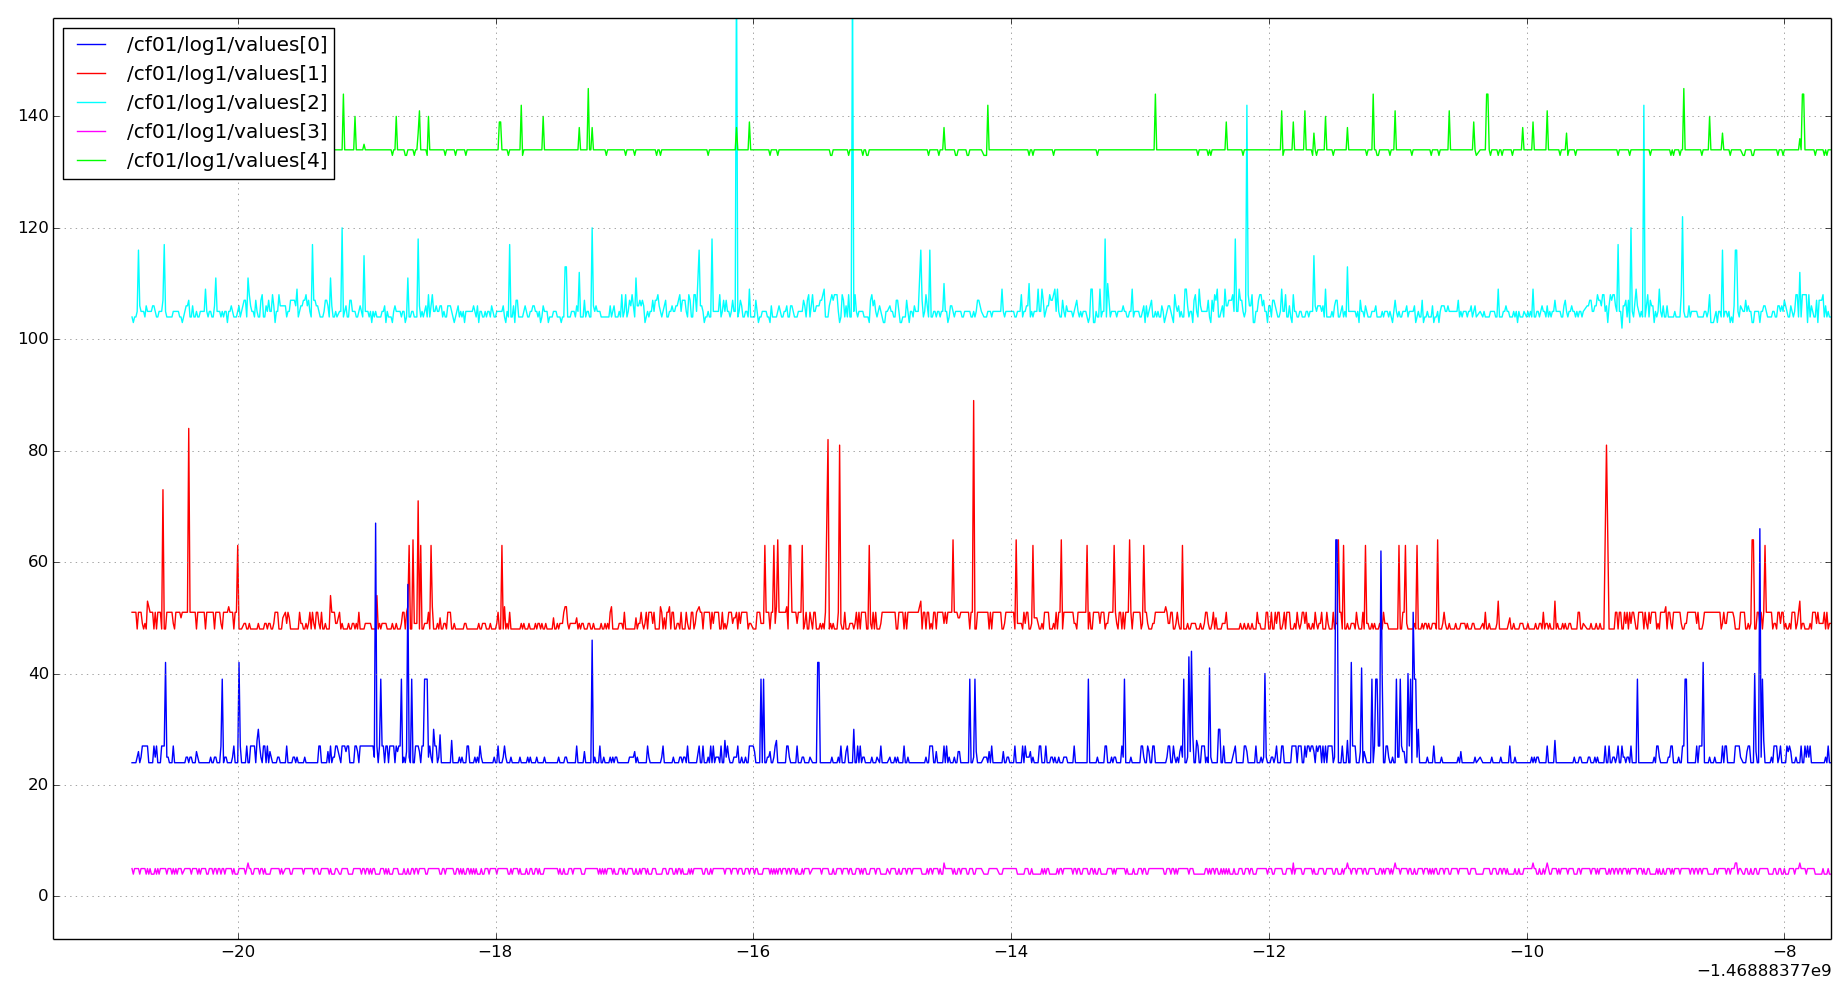 /cf01/log1/values[0]
/cf01/log1/values[1]
/cf01/log1/values[2]
/cf01/log1/values[3]
/cf01/log1/values[4]
140
120
100
80
60
40
20
0
−20 −18 −16 −14 −12 −10 −8
−1.46888377e9